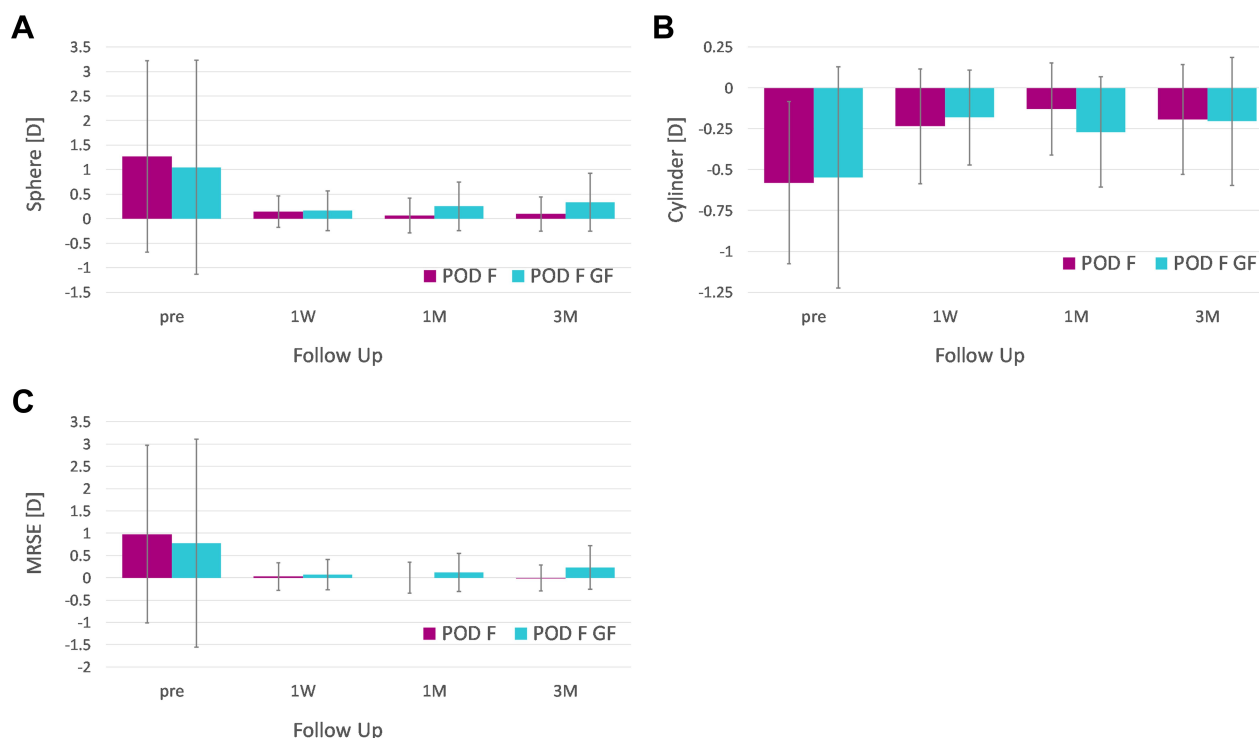 A
Sphere [D]
3.5
3
2.5
2
1.5
1
0.5
0
-0.5
-1
-1.5
POD F POD F GF
pre 1W 1M 3M
Follow Up
B
Cylinder [D]
0.25
0
-0.25
-0.5
-0.75
-1
-1.25
POD F POD F GF
pre 1W 1M 3M
Follow Up
C
MRSE [D]
3.5
3
2.5
2
1.5
1
0.5
0
-0.5
-1
-1.5
-2
POD F POD F GF
pre 1W 1M 3M
Follow Up